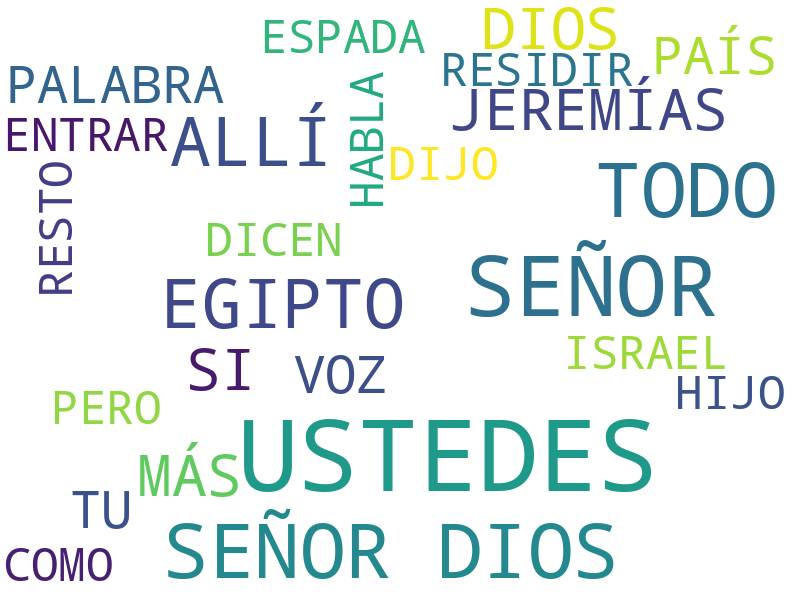 DIOS
ESPADA
PAÍS
RESIDIR
PALABRA
JEREMÍAS
ENTRAR
ALLÍ
HABLA
DIJO
TODO
RESTO
DICEN
SEÑOR
EGIPTO
ISRAEL
SI
VOZ
HIJO
PERO
USTEDES
MÁS
TU
SEÑOR DIOS
COMO